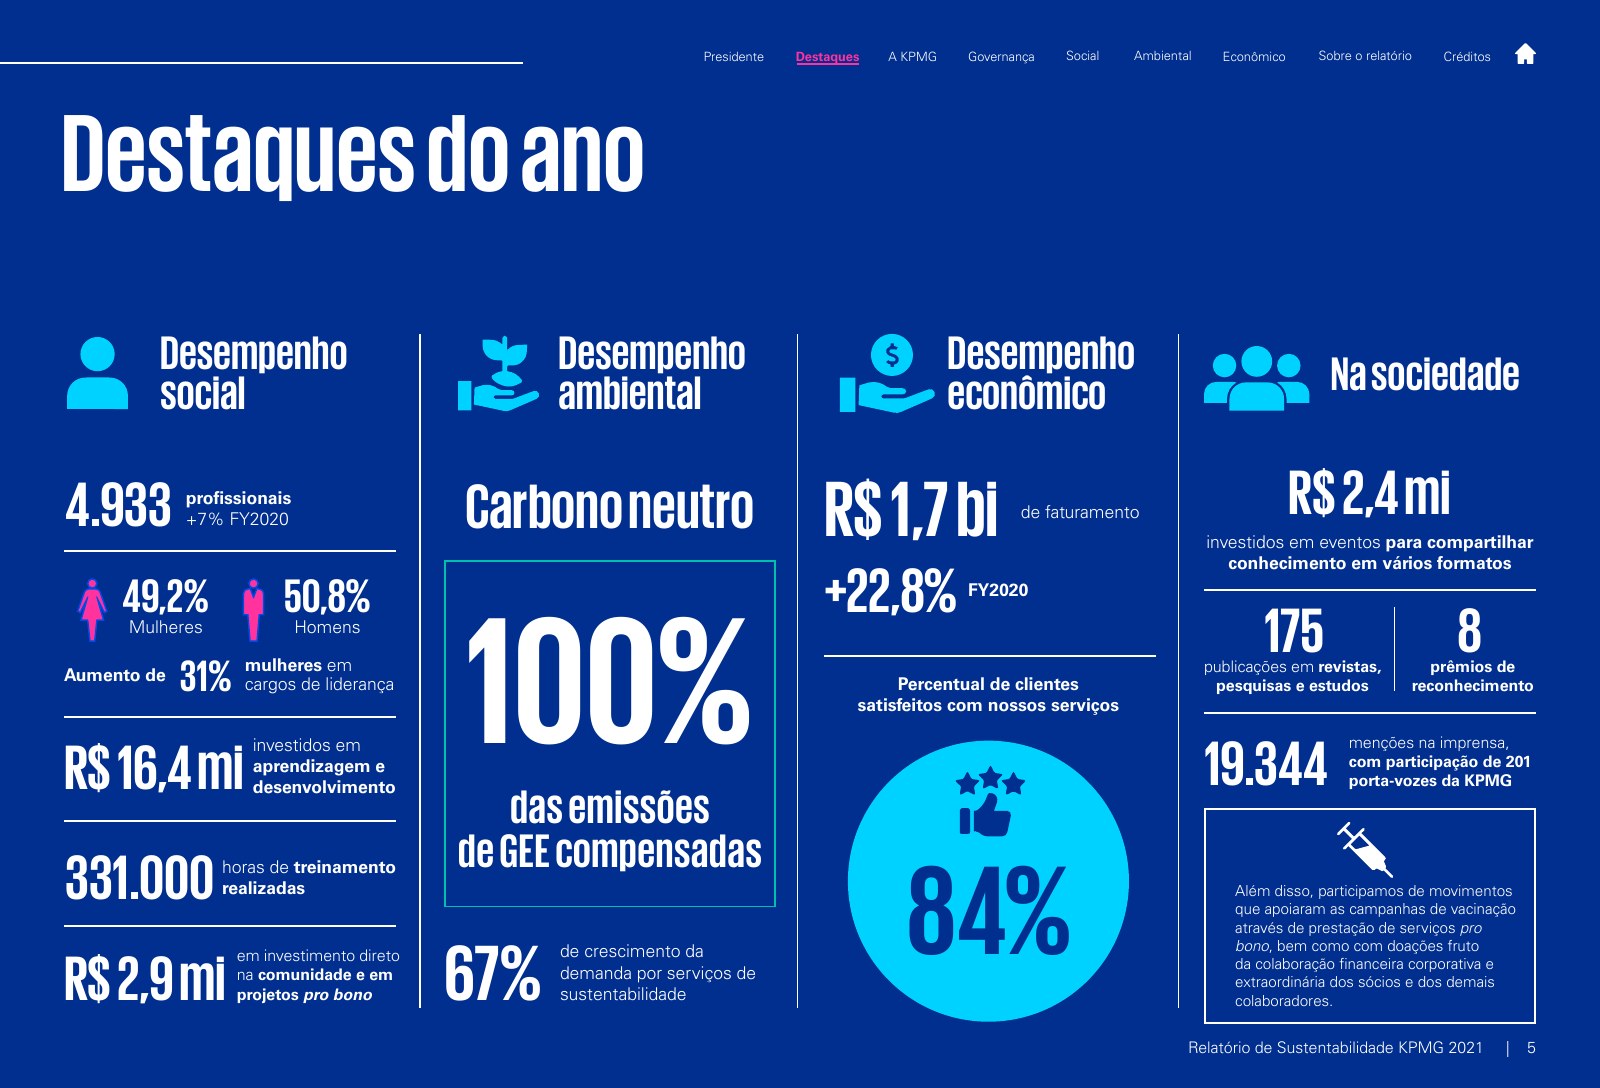 Presidente Destaques A KPMG Governança Social Ambiental Econômico Sobre o relatório Créditos
Destaques do ano
Desempenho
social
4.933 profissionais
+7% FY2020
49,2%
Mulheres
50,8%
Homens
Aumento de 31% mulheres em
cargos de liderança
R$ 16,4 mi investidos em
aprendizagem e
desenvolvimento
331.000 horas de treinamento
realizadas
R$ 2,9 mi em investimento direto
na comunidade e em
projetos pro bono
Desempenho
ambiental
Carbono neutro
100%
das emissões
de GEE compensadas
67% de crescimento da
demanda por serviços de
sustentabilidade
Desempenho
econômico
$
R$ 1,7 bi de faturamento
+22,8% FY2020
Percentual de clientes
satisfeitos com nossos serviços
84%
Na sociedade
R$ 2,4 mi
investidos em eventos para compartilhar
conhecimento em vários formatos
175
publicações em revistas,
pesquisas e estudos
8
prêmios de
reconhecimento
19.344 menções na imprensa,
com participação de 201
porta-vozes da KPMG
Além disso, participamos de movimentos
que apoiaram as campanhas de vacinação
através de prestação de serviços pro
bono, bem como com doações fruto
da colaboração financeira corporativa e
extraordinária dos sócios e dos demais
colaboradores.
Relatório de Sustentabilidade KPMG 2021 | 5